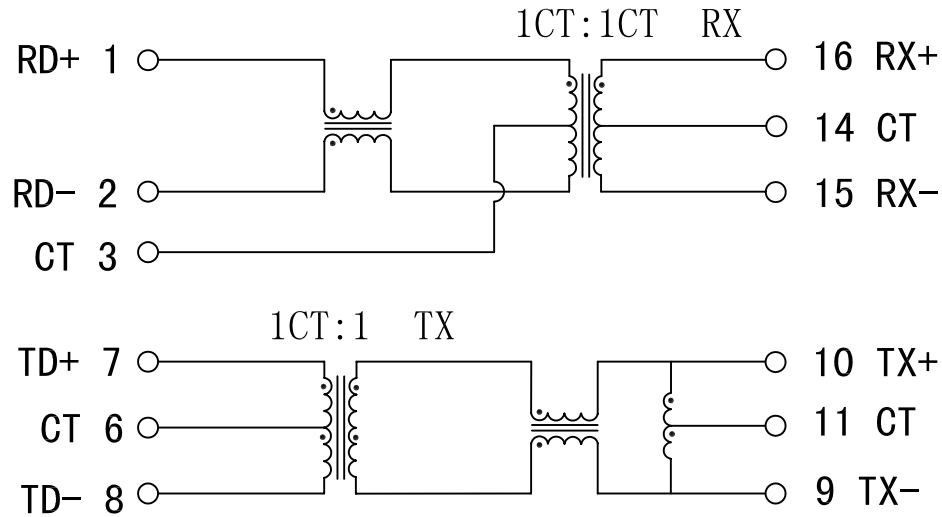 1CT:1CT RX
RD+ 1
16 RX+
14 CT
RD- 2
15 RX-
CT 3
1CT:1 TX
TD+ 7
10 TX+
CT 6
11 CT
TD- 8
9 TX-